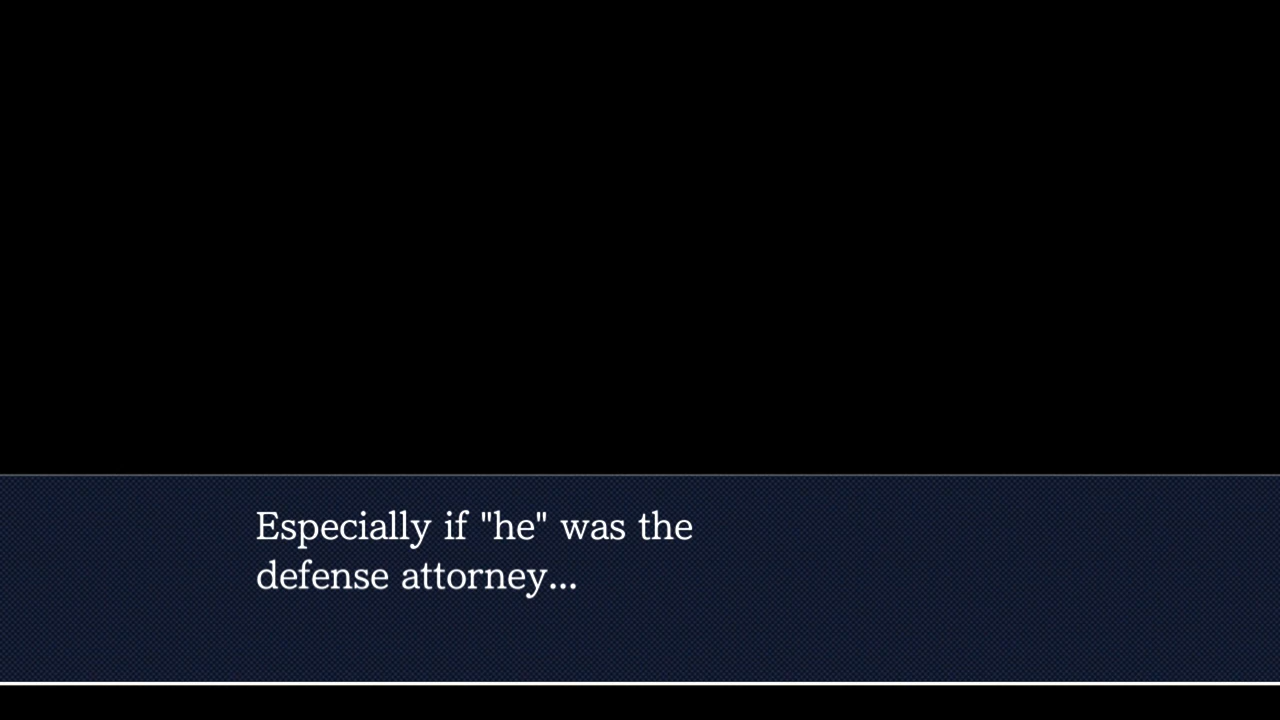 Especially if "he" was the
defense attorney...